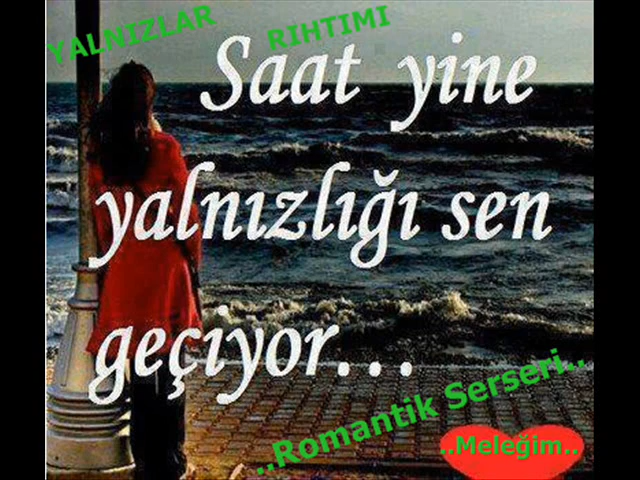 YALNIZLAR RIHTIMI
Saat yine
yalnızlığı sen
geçiyor...
..Romantik Serseri..
..Meleğim..